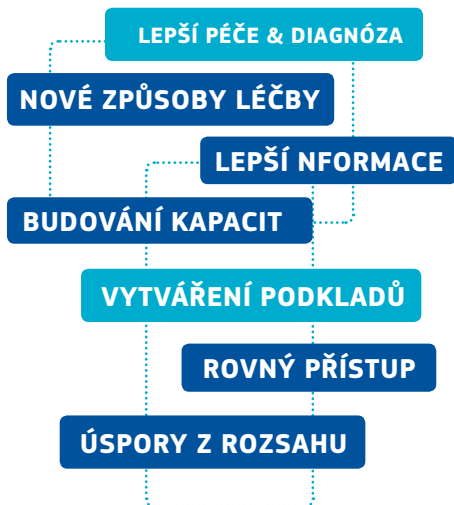 LEPŠÍ PÉČE & DIAGNÓZA
NOVÉ ZPŮSOBY LÉČBY
LEPŠÍ NFORMACE
BUDOVÁNÍ KAPACIT
VYTVÁŘENÍ PODKLADŮ
ROVNÝ PŘÍSTUP
ÚSPORY Z ROZSAHU